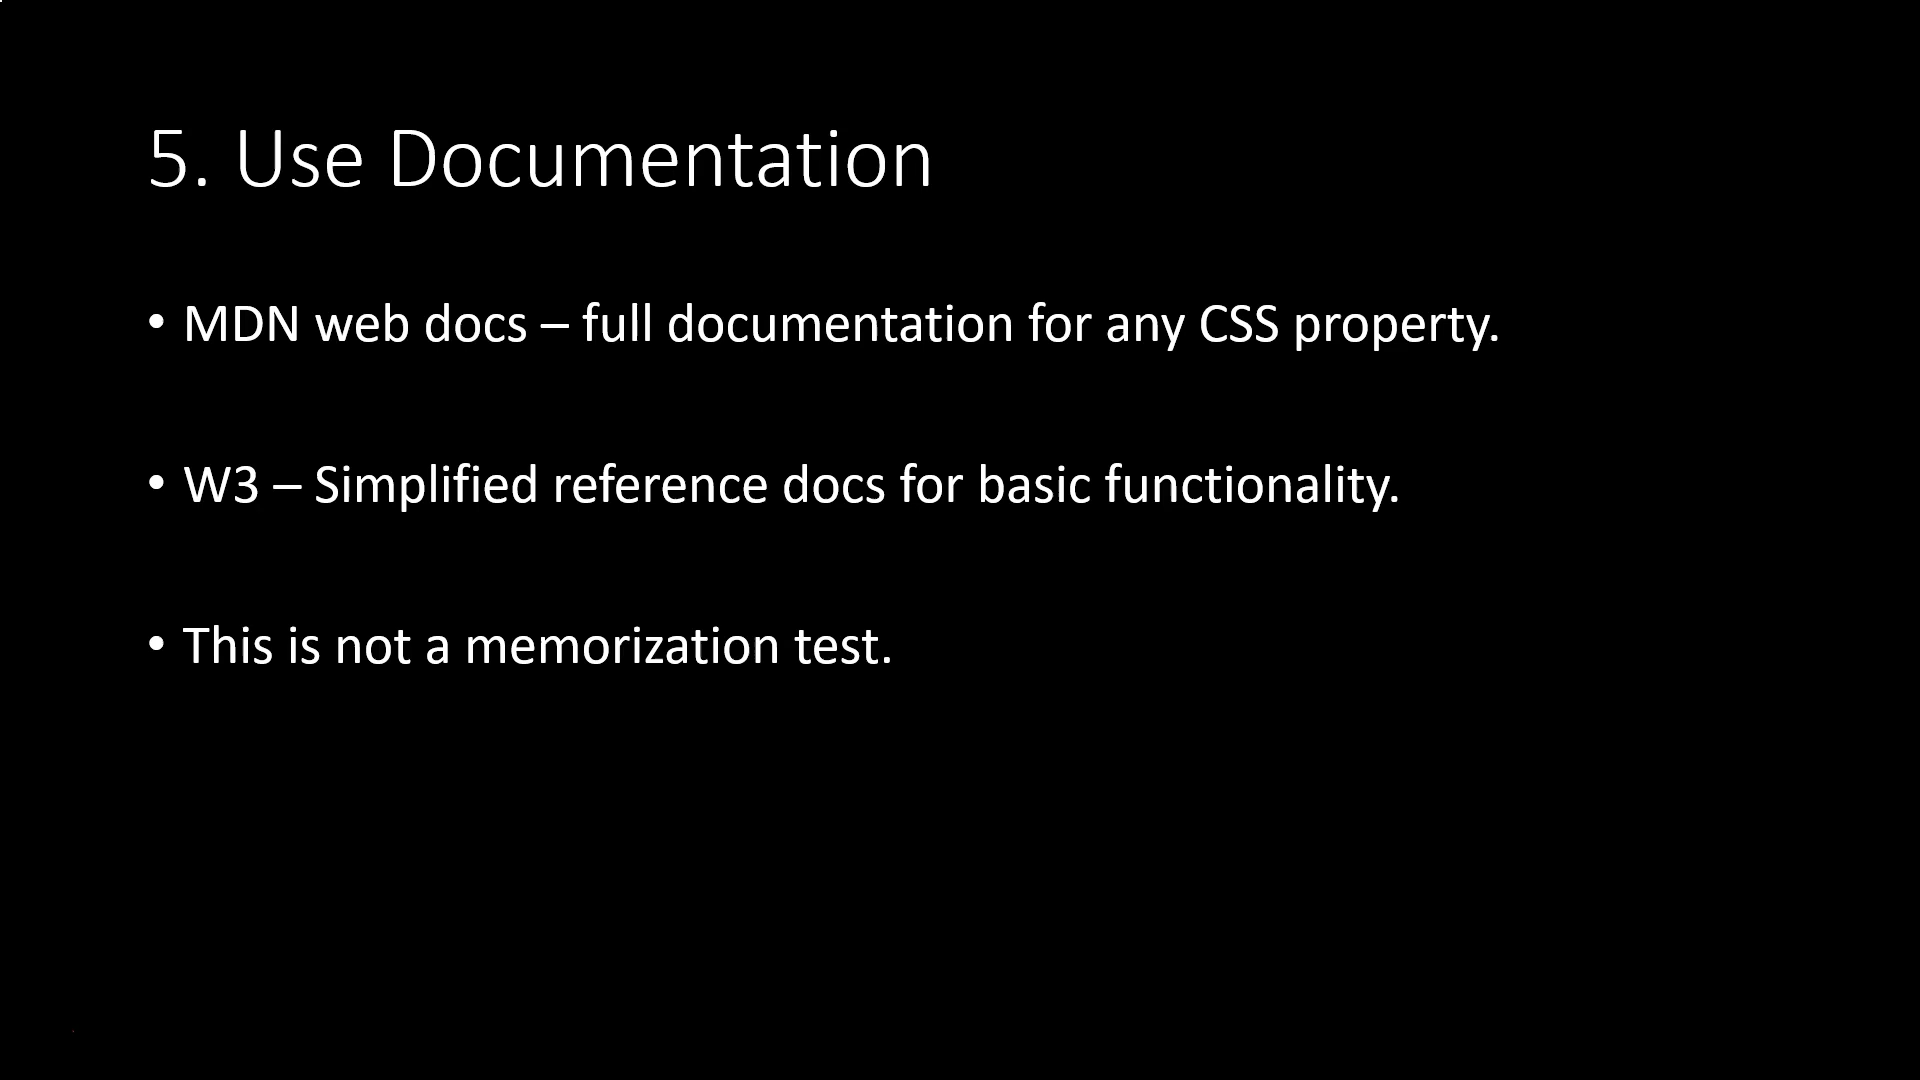 5. Use Documentation
• MDN web docs – full documentation for any CSS property.
• W3 – Simplified reference docs for basic functionality.
• This is not a memorization test.